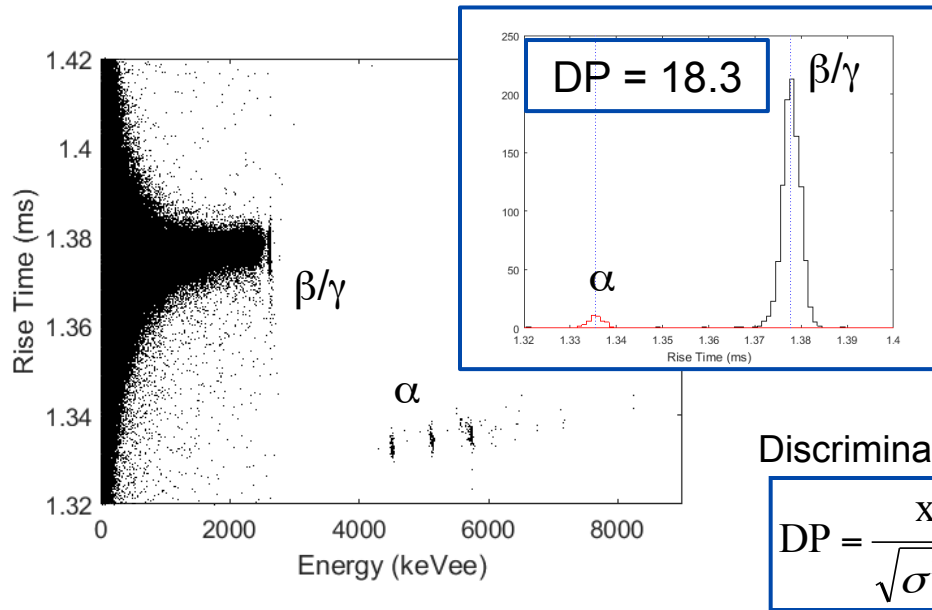 1.42
1.4
1.38
1.36
1.34
1.32
Rise Time (ms)
0
2000
4000
6000
8000
Energy (keVee)
β/γ
α
250
200
150
100
50
0
DP = 18.3
β/γ
α
1.32
1.33
1.34
1.35
1.36
1.37
1.38
1.39
1.4
Rise Time (ms)
Discrimina
DP = x
√σ